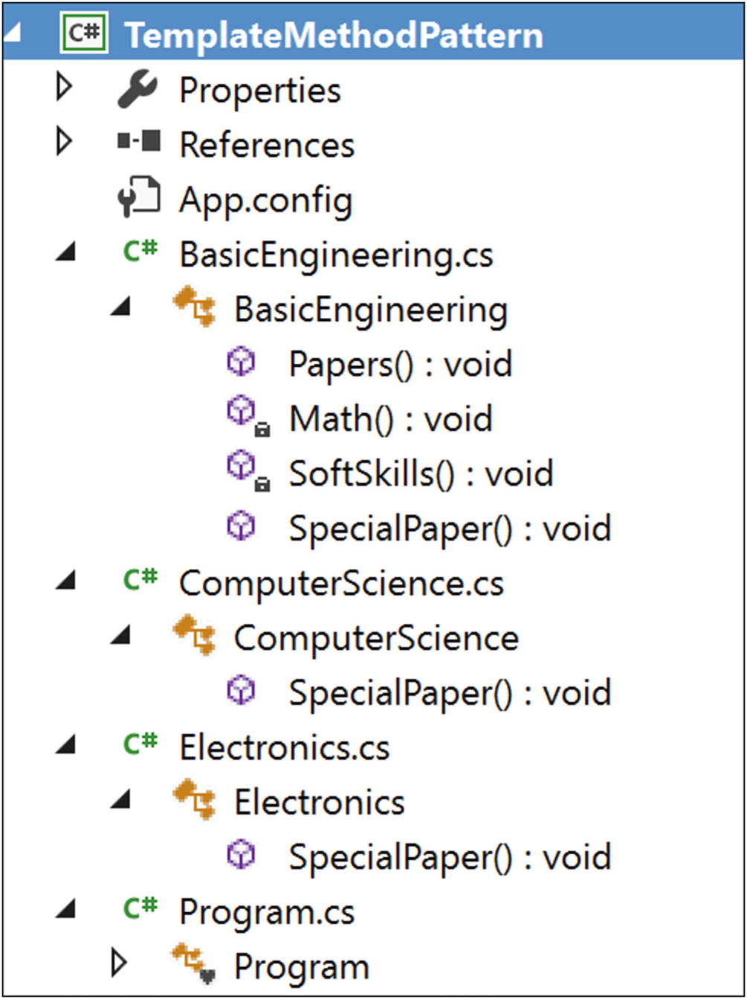 C# TemplateMethodPattern
Properties
References
App.config
C# BasicEngineering.cs
BasicEngineering
Papers() : void
Math() : void
SoftSkills() : void
SpecialPaper() : void
C# ComputerScience.cs
ComputerScience
SpecialPaper() : void
C# Electronics.cs
Electronics
SpecialPaper() : void
C# Program.cs
Program